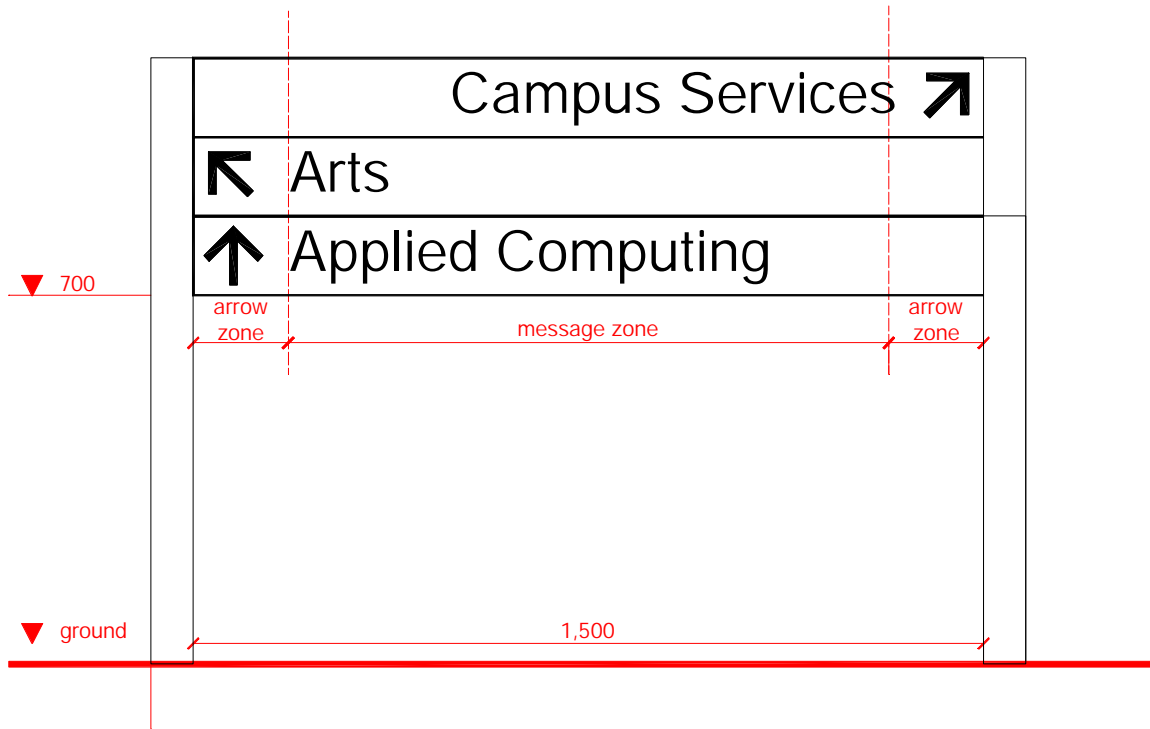 Campus Services
Arts
Applied Computing
700
arrow
zone
message zone
arrow
zone
ground
1,500